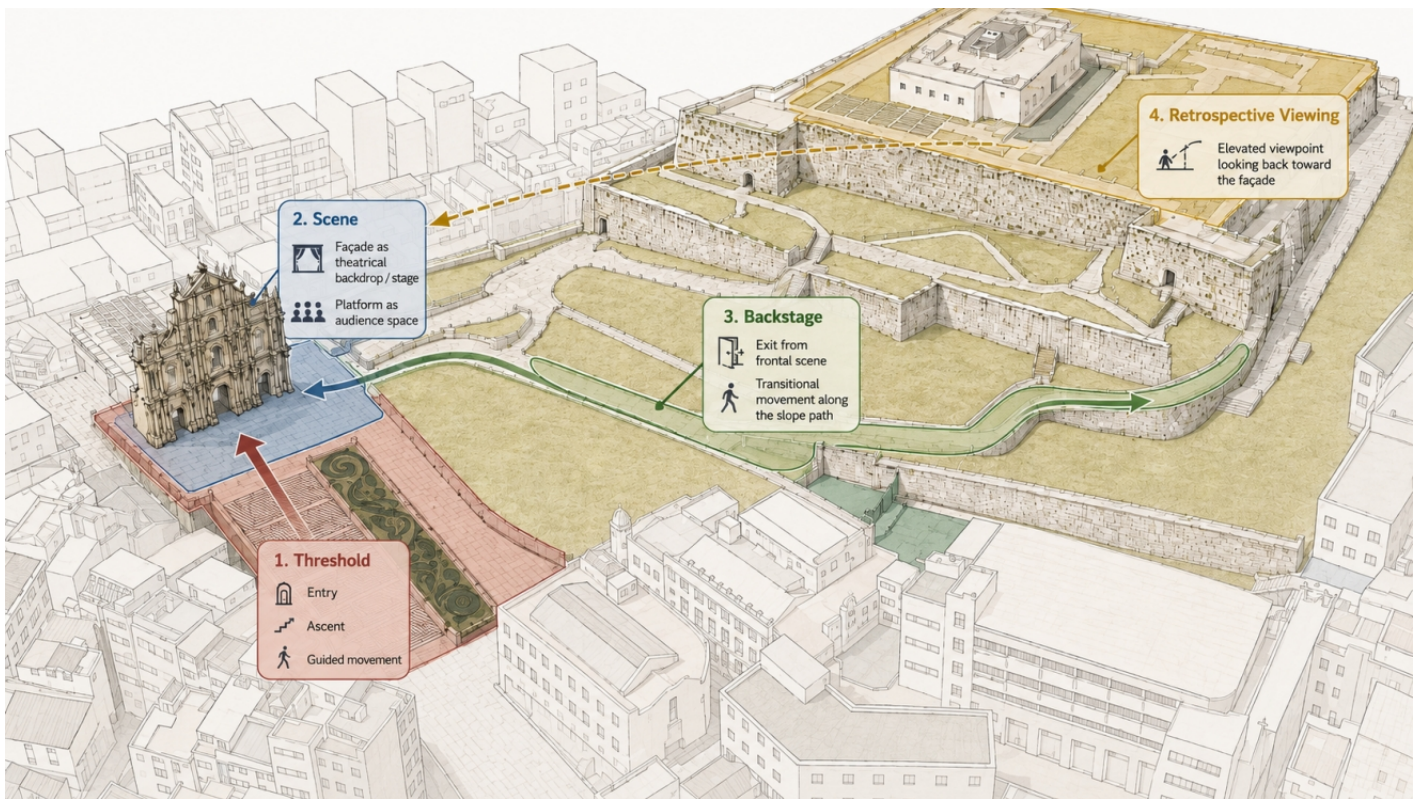 4. Retrospective Viewing
Elevated viewpoint
looking back toward
the façade
2. Scene
Façade as
theatrical
backdrop / stage
Platform as
audience space
3. Backstage
Exit from
frontal scene
Transitional
movement along
the slope path
1. Threshold
Entry
Ascent
Guided movement